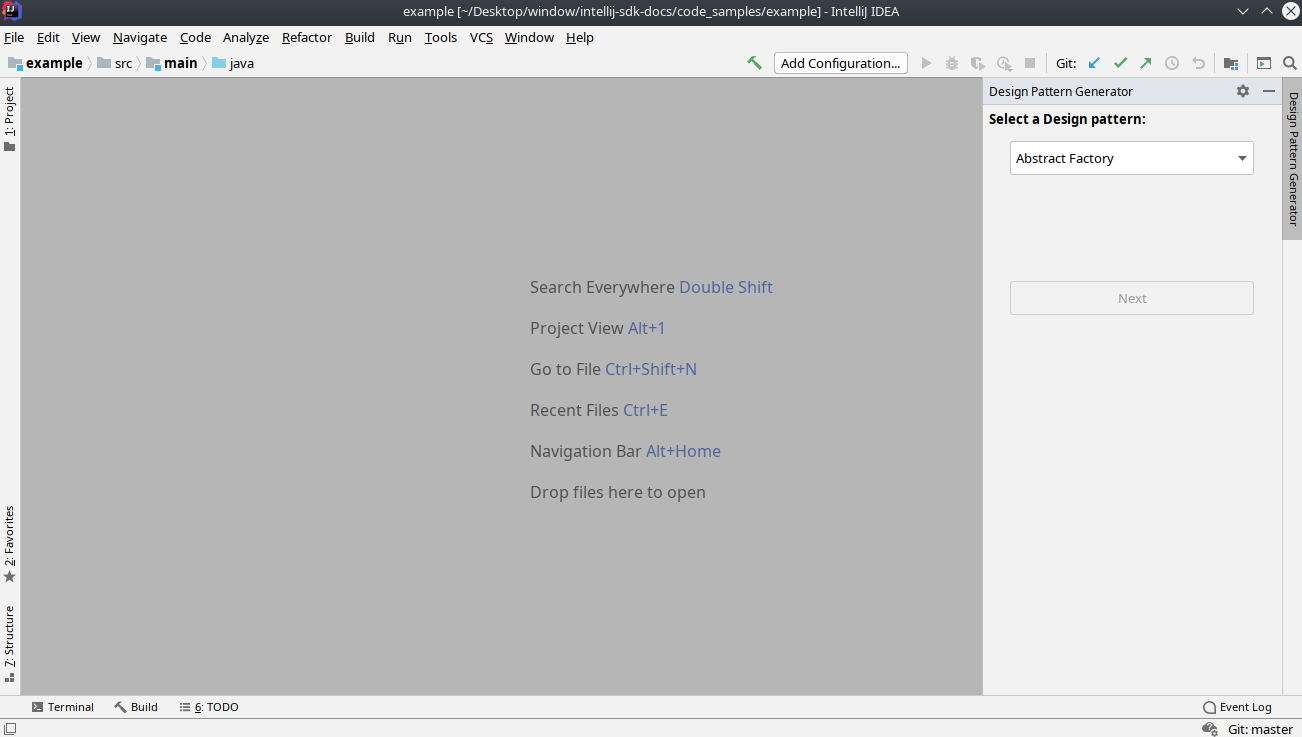 example [~/Desktop/window/intellij-sdk-docs/code_samples/example] - IntelliJ IDEA
File Edit View Navigate Code Analyze Refactor Build Run Tools VCS Window Help
example src main java Add Configuration... Git:
1: Project
2: Favorites
7: Structure
Search Everywhere Double Shift
Project View Alt+1
Go to File Ctrl+Shift+N
Recent Files Ctrl+E
Navigation Bar Alt+Home
Drop files here to open
Design Pattern Generator
Select a Design pattern:
Abstract Factory
Next
Design Pattern Generator
Terminal Build 6: TODO Event Log
Git: master